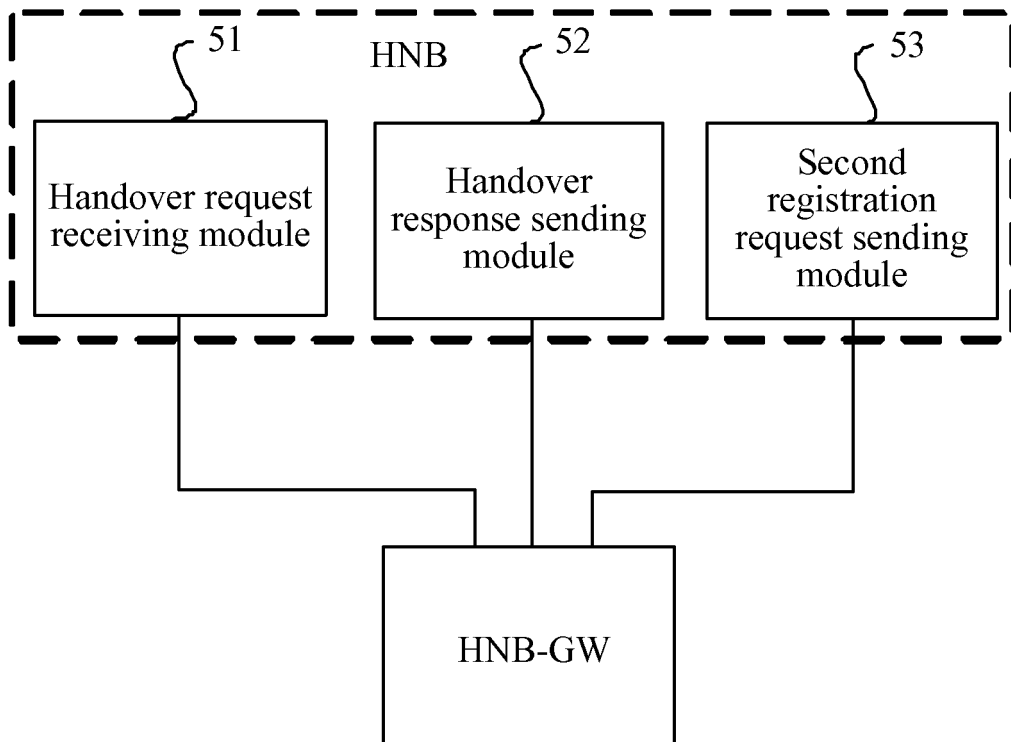 51
HNB
52
53
Handover request
receiving module
Handover
response sending
module
Second
registration
request sending
module
HNB-GW